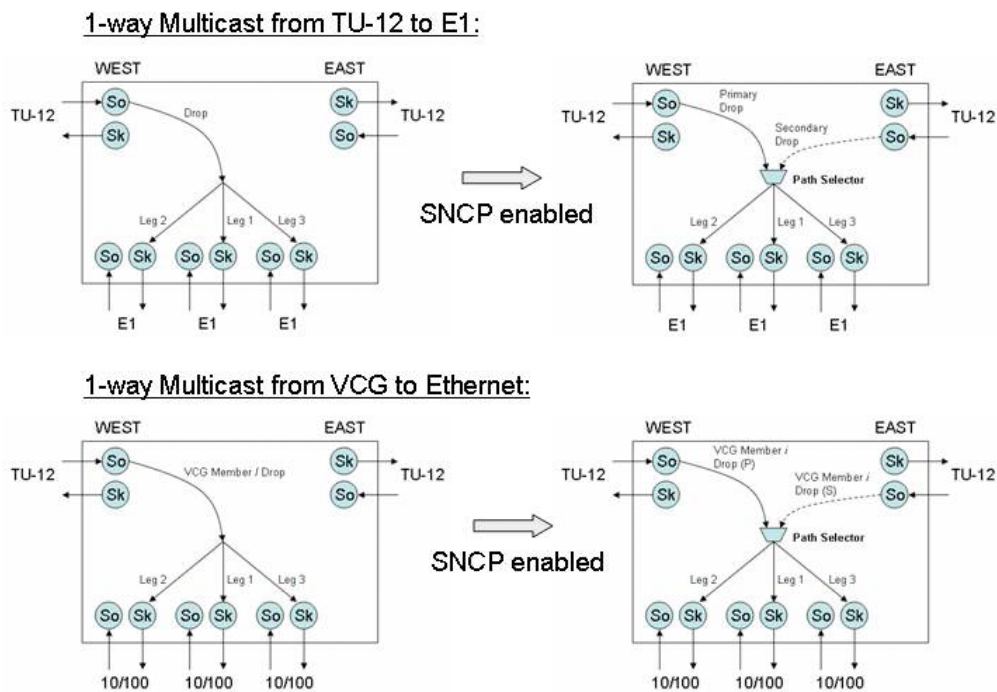 1-way Multicast from TU-12 to E1:
WEST EAST
TU-12 So Drop Sk TU-12
Sk So
Leg 2 Leg 1 Leg 3
So Sk So Sk So Sk
E1 E1 E1
SNCP enabled
WEST EAST
TU-12 So Primary Drop Sk TU-12
Sk Secondary Drop So
Path Selector
Leg 2 Leg 1 Leg 3
So Sk So Sk So Sk
E1 E1 E1
1-way Multicast from VCG to Ethernet:
WEST EAST
TU-12 So VCG Member i Drop Sk TU-12
Sk So
Leg 2 Leg 1 Leg 3
So Sk So Sk So Sk
10/100 10/100 10/100
SNCP enabled
WEST EAST
TU-12 So VCG Member i Drop (P) Sk TU-12
Sk VCG Member i Drop (S) So
Path Selector
Leg 2 Leg 1 Leg 3
So Sk So Sk So Sk
10/100 10/100 10/100